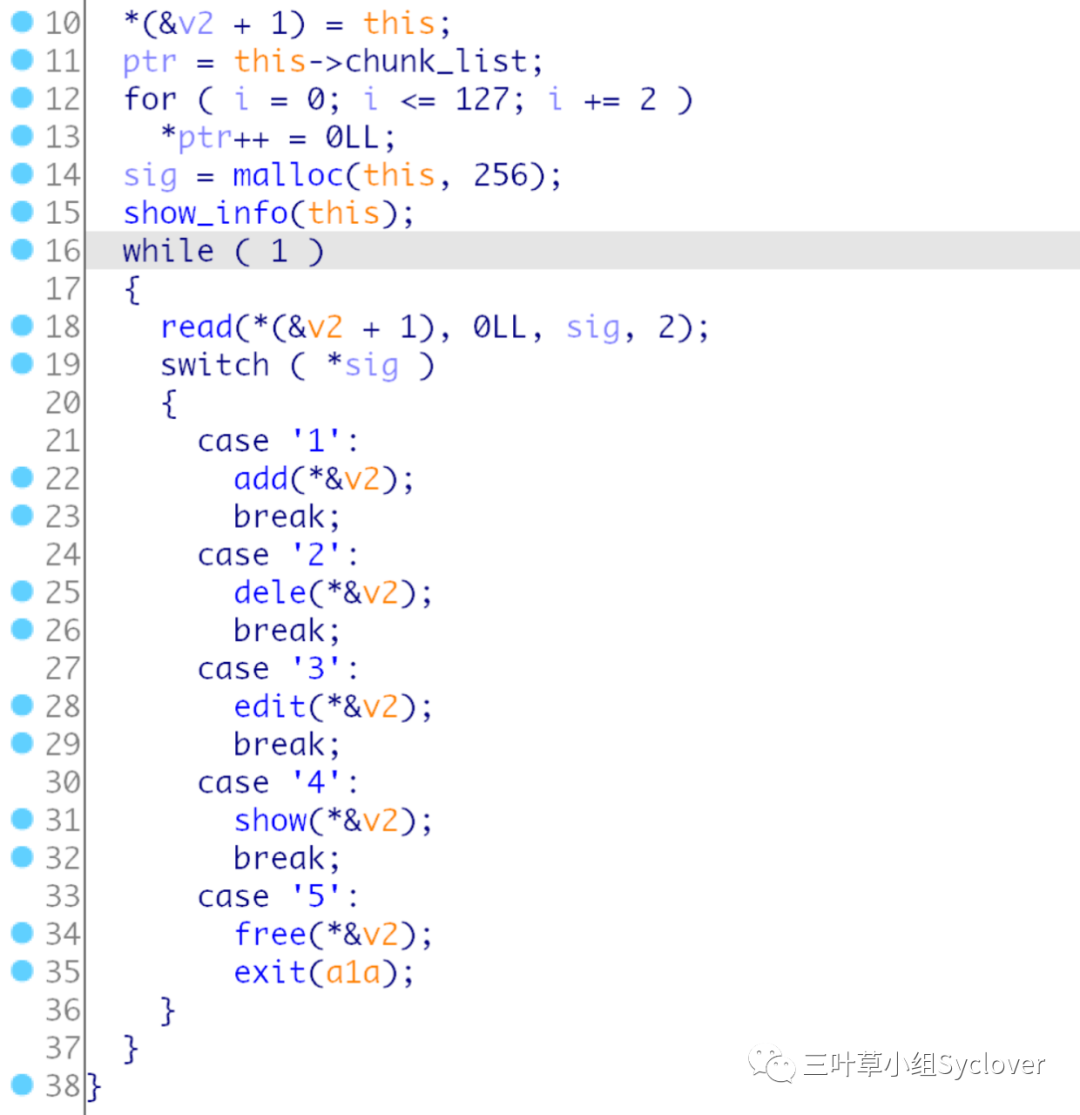 10 *(&v2 + 1) = this;
11 ptr = this->chunk_list;
12 for ( i = 0; i <= 127; i += 2 )
13 *ptr++ = 0LL;
14 sig = malloc(this, 256);
15 show_info(this);
16 while ( 1 )
17 {
18 read(*(&v2 + 1), 0LL, sig, 2);
19 switch ( *sig )
20 {
21 case '1':
22 add(*&v2);
23 break;
24 case '2':
25 dele(*&v2);
26 break;
27 case '3':
28 edit(*&v2);
29 break;
30 case '4':
31 show(*&v2);
32 break;
33 case '5':
34 free(*&v2);
35 exit(a1a);
36 }
37 }
38 }
三叶草小组Syclover